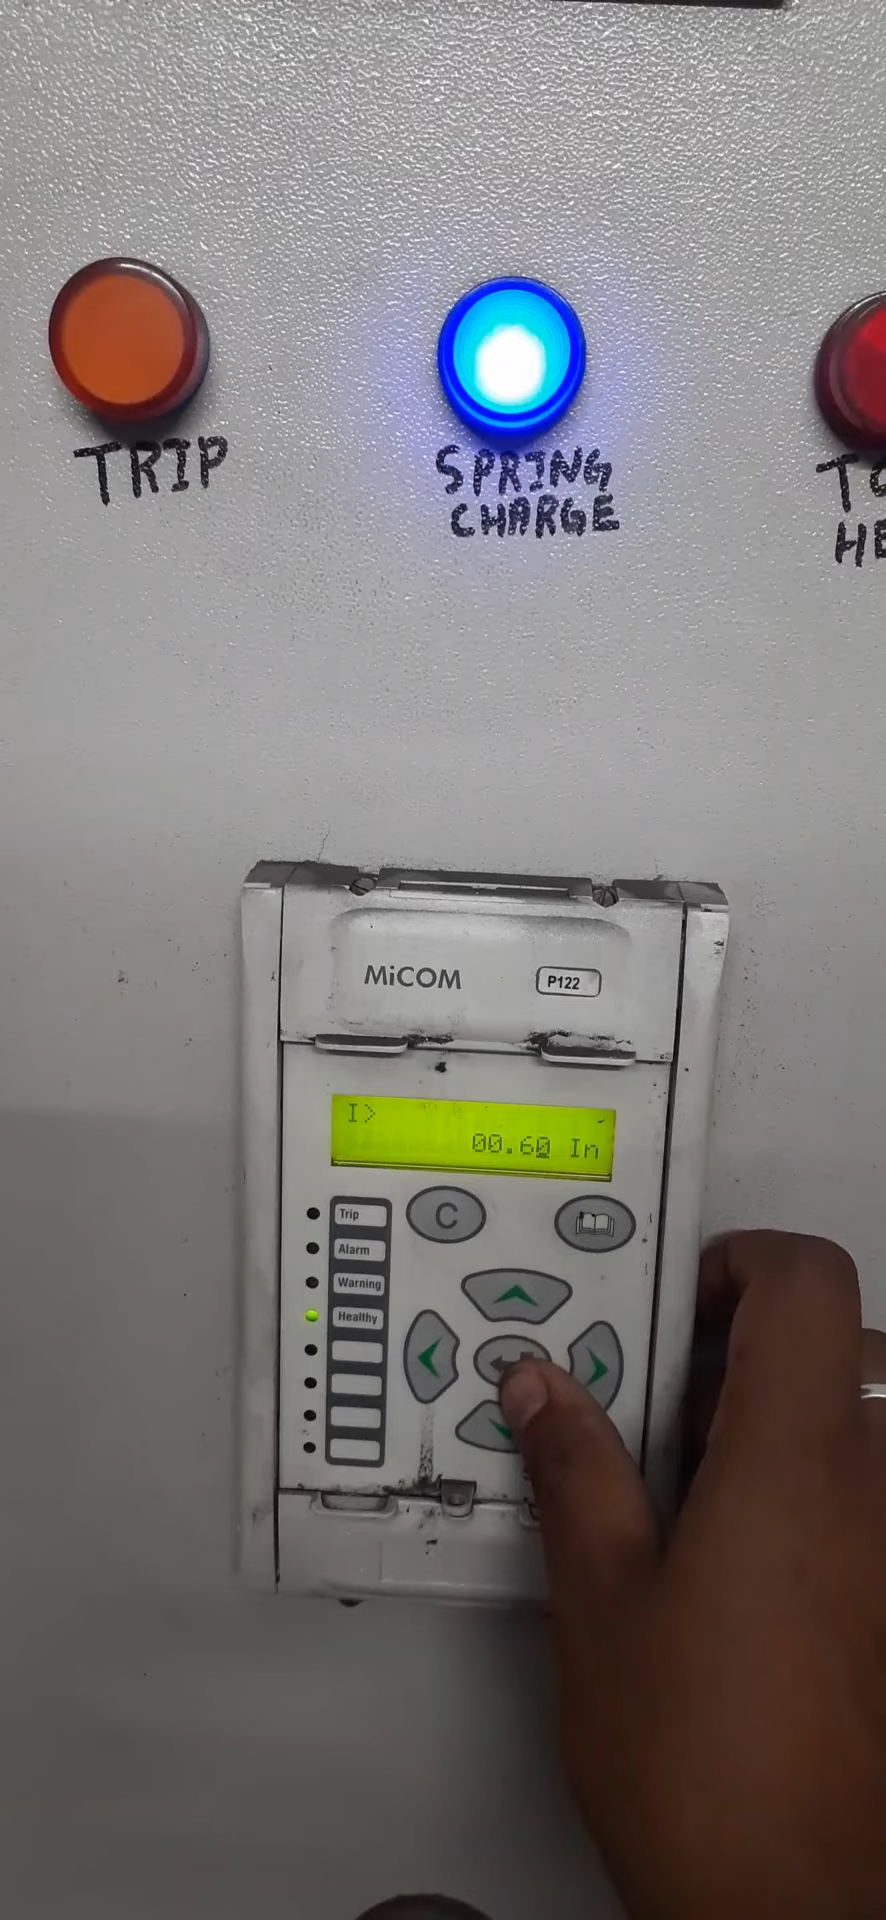 TRIP
SPRING
CHARGE
MiCOM
P122
I>
00.60 In
C
Trip
Alarm
Warning
Healthy